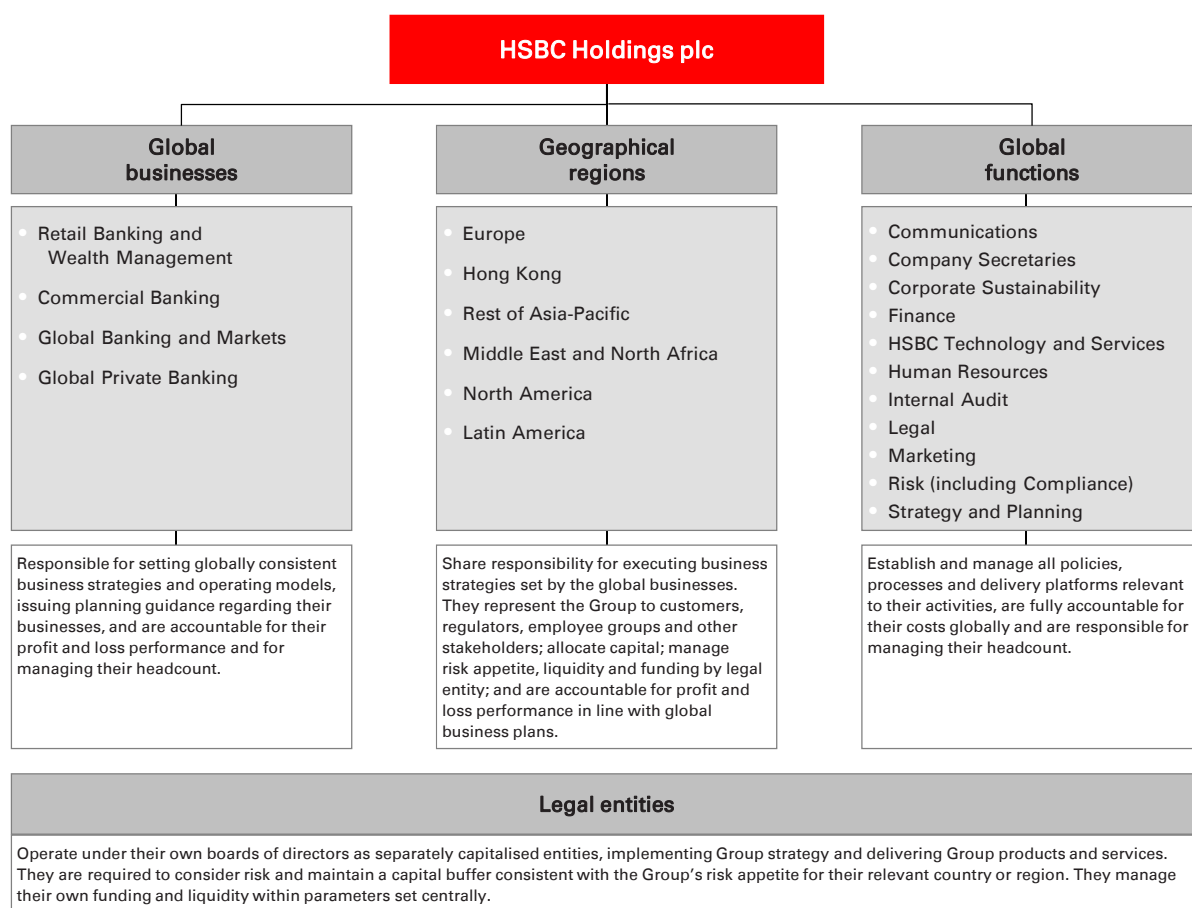 HSBC Holdings plc
Global
businesses
Retail Banking and
Wealth Management
Commercial Banking
Global Banking and Markets
Global Private Banking
Responsible for setting globally consistent
business strategies and operating models,
issuing planning guidance regarding their
businesses, and are accountable for their
profit and loss performance and for
managing their headcount.
Geographical
regions
Europe
Hong Kong
Rest of Asia-Pacific
Middle East and North Africa
North America
Latin America
Share responsibility for executing business
strategies set by the global businesses.
They represent the Group to customers,
regulators, employee groups and other
stakeholders; allocate capital; manage
risk appetite, liquidity and funding by legal
entity; and are accountable for profit and
loss performance in line with global
business plans.
Global
functions
Communications
Company Secretaries
Corporate Sustainability
Finance
HSBC Technology and Services
Human Resources
Internal Audit
Legal
Marketing
Risk (including Compliance)
Strategy and Planning
Establish and manage all policies,
processes and delivery platforms relevant
to their activities, are fully accountable for
their costs globally and are responsible for
managing their headcount.
Legal entities
Operate under their own boards of directors as separately capitalised entities, implementing Group strategy and delivering Group products and services.
They are required to consider risk and maintain a capital buffer consistent with the Group's risk appetite for their relevant country or region. They manage
their own funding and liquidity within parameters set centrally.